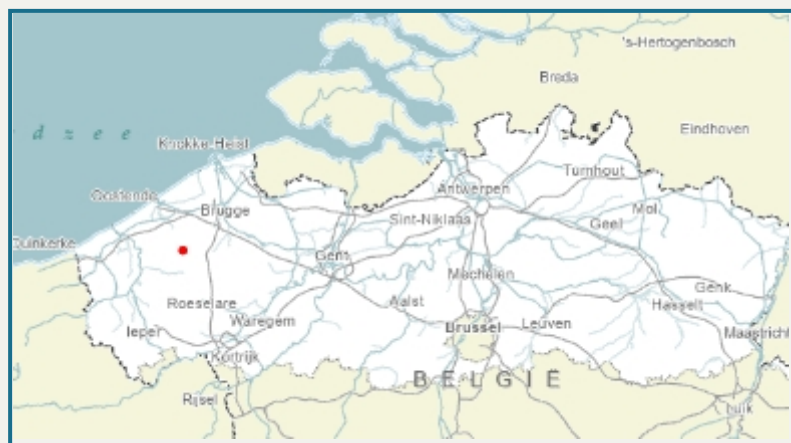 's-Hertogenbosch
Breda
Eindhoven
d z e e
Knokke-Heist
Oostende
Brugge
Duinkerke
Antwerpen
Turnhout
Mol
Geel
Sint-Niklaas
Gent
Mechelen
Genk
Hasselt
Aalst
Roeselare
Waregem
Brussel
Leuven
Maastricht
Ieper
Kortrijk
BELGIË
Rijsel
Luik